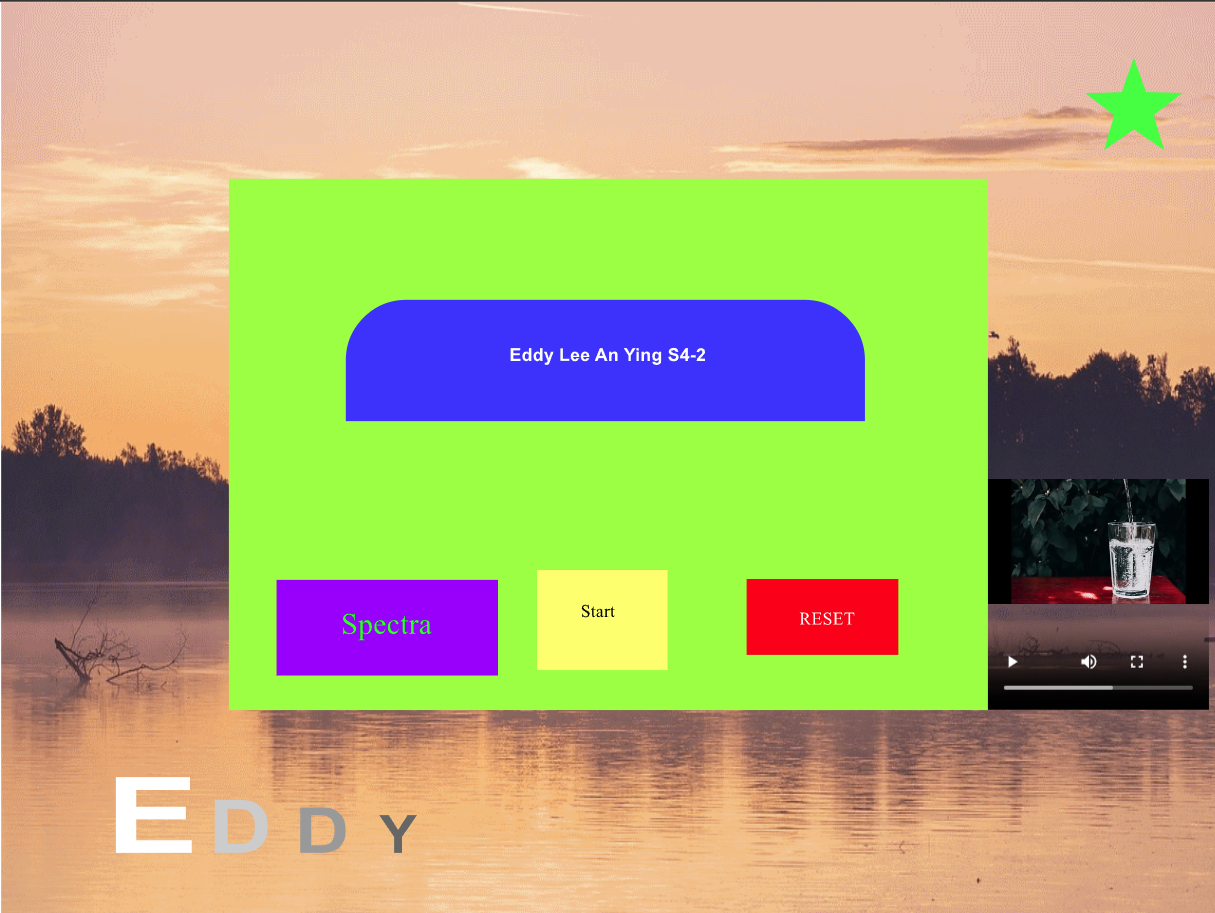 Eddy Lee An Ying S4-2
Spectra
Start
RESET
EDDY